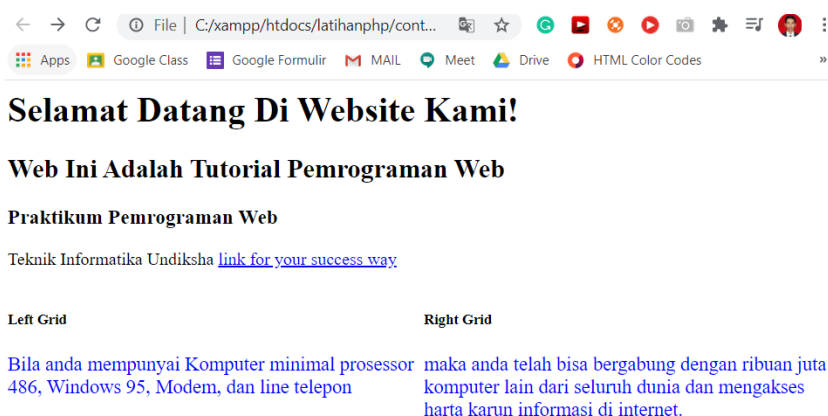 File | C:/xampp/htdocs/latihanphp/cont...
Apps Google Class Google Formulir MAIL Meet Drive HTML Color Codes »
Selamat Datang Di Website Kami!
Web Ini Adalah Tutorial Pemrograman Web
Praktikum Pemrograman Web
Teknik Informatika Undiksha link for your success way
Left Grid
Bila anda mempunyai Komputer minimal prosessor
486, Windows 95, Modem, dan line telepon
Right Grid
maka anda telah bisa bergabung dengan ribuan juta
komputer lain dari seluruh dunia dan mengakses
harta karun informasi di internet.